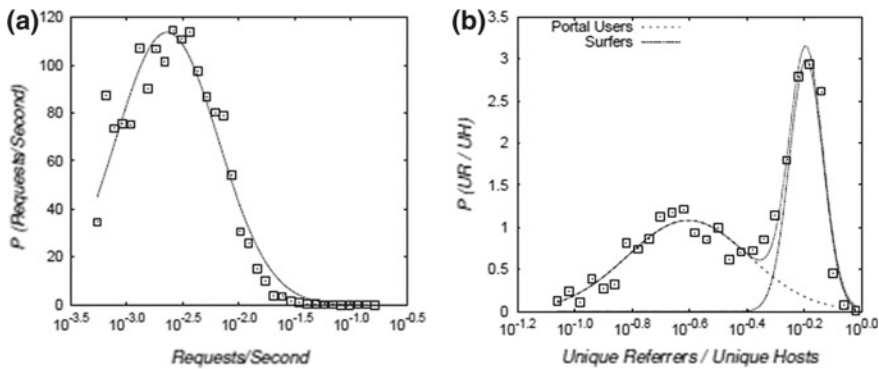 (a)
P (Requests/Second)
120
100
80
60
40
20
0
10-3.5 10-3.0 10-2.5 10-2.0 10-1.5 10-1.0 10-0.5
Requests/Second
(b)
P (UR / UH)
3.5
3
2.5
2
1.5
1
0.5
0
Portal Users
Surfers
10-1.2 10-1.0 10-0.8 10-0.6 10-0.4 10-0.2 100.0
Unique Referrers / Unique Hosts